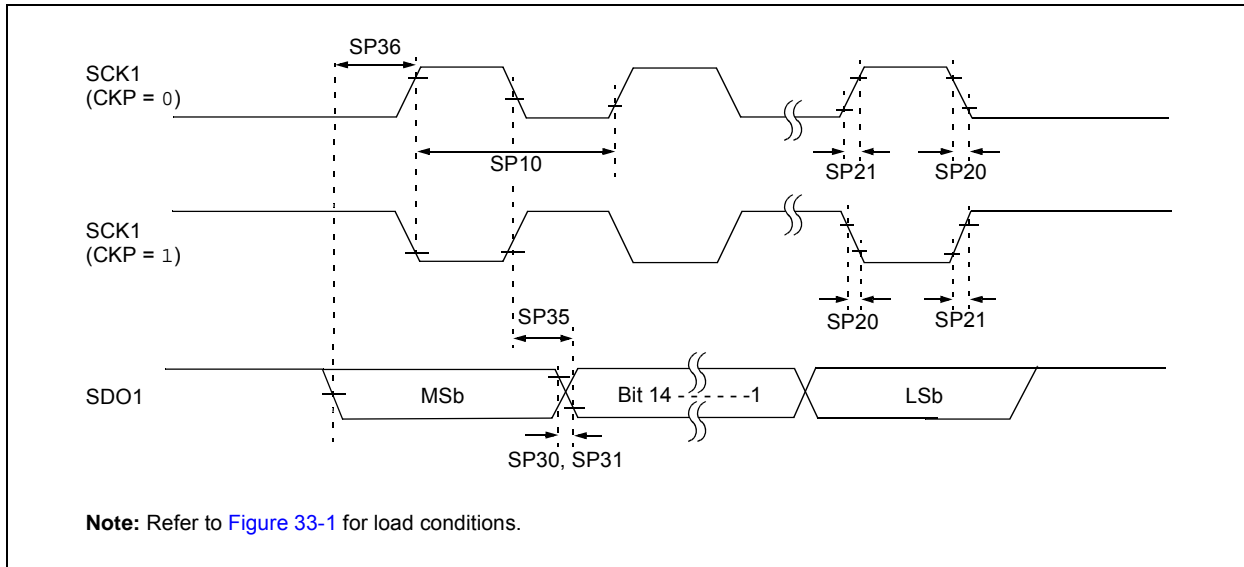 SP36
SCK1
(CKP = 0)
SP10
SP21
SP20
SCK1
(CKP = 1)
SP35
SP20
SP21
SDO1
MSb
Bit 14 - - - - - - -1
LSb
SP30, SP31
Note: Refer to Figure 33-1 for load conditions.